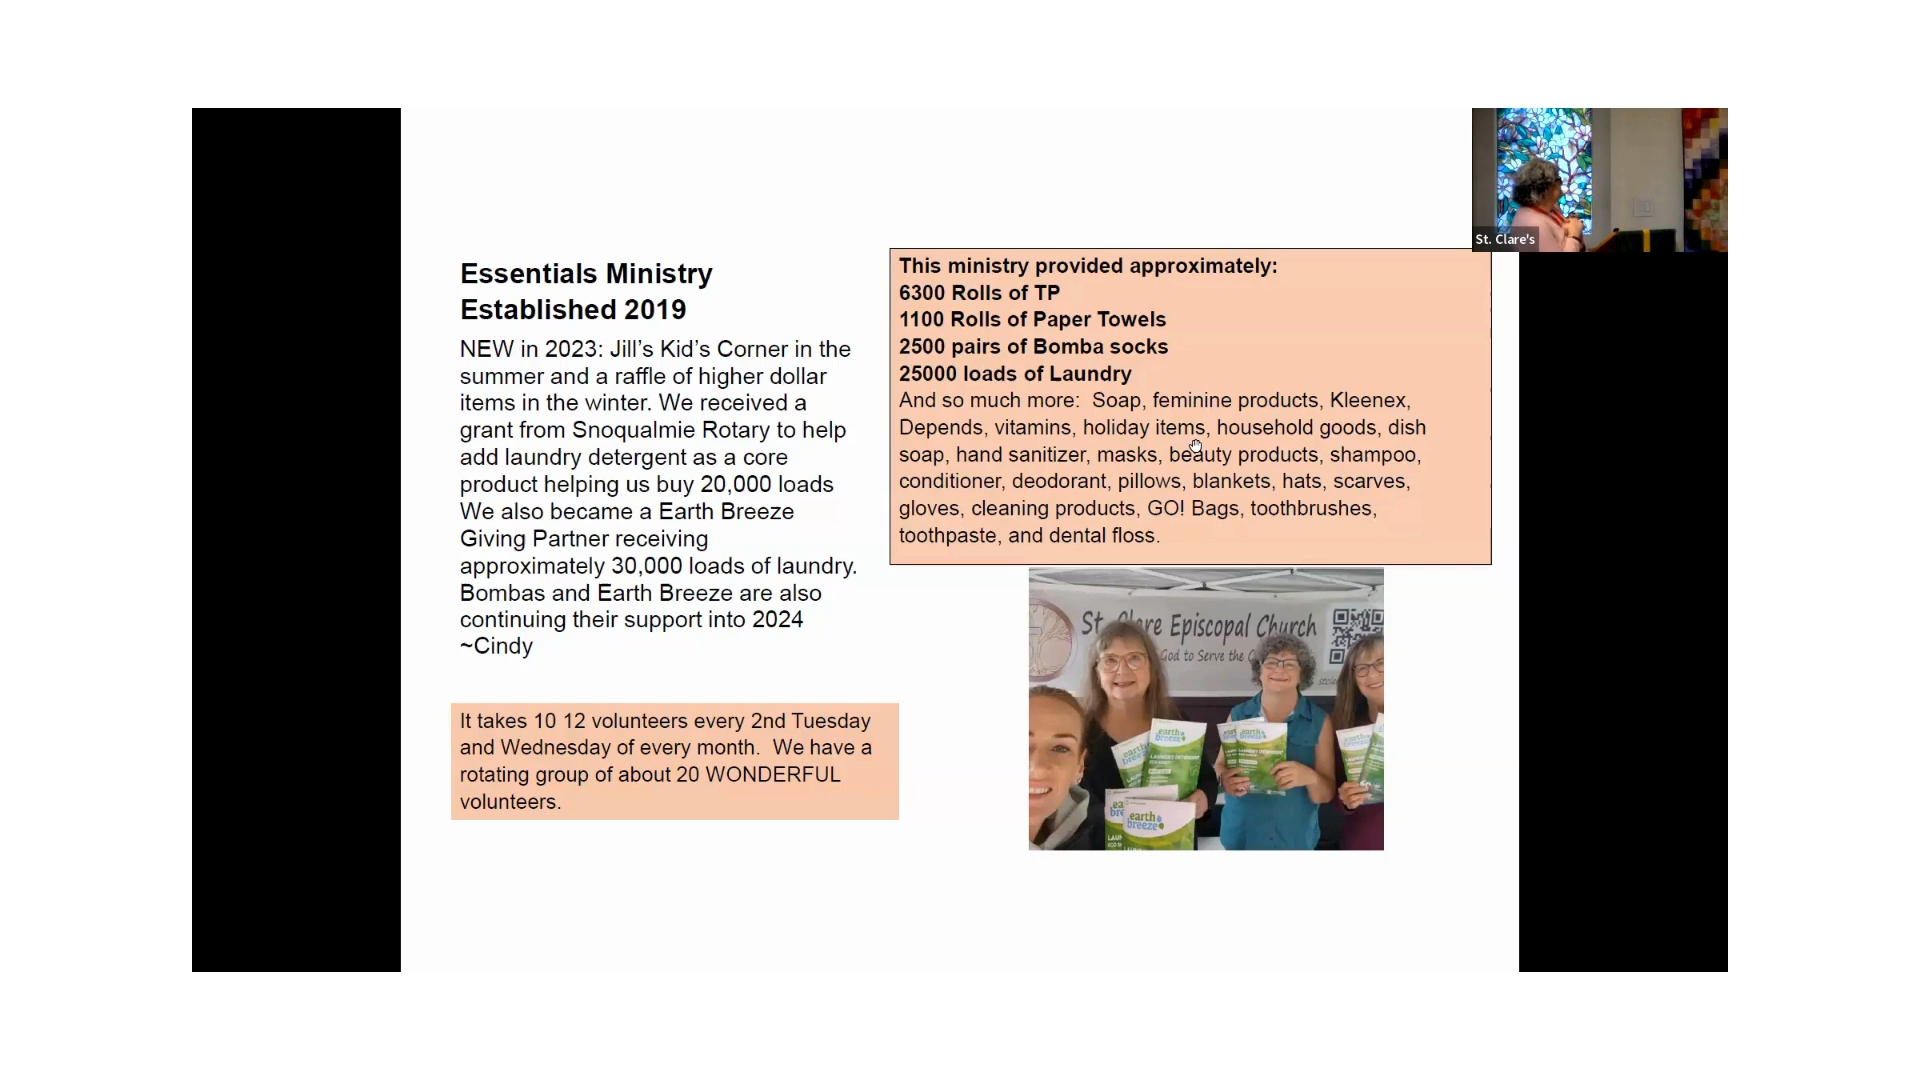 St. Clare's
Essentials Ministry
Established 2019
NEW in 2023: Jill's Kid's Corner in the
summer and a raffle of higher dollar
items in the winter. We received a
grant from Snoqualmie Rotary to help
add laundry detergent as a core
product helping us buy 20,000 loads
We also became a Earth Breeze
Giving Partner receiving
approximately 30,000 loads of laundry.
Bombas and Earth Breeze are also
continuing their support into 2024
~Cindy
It takes 10 12 volunteers every 2nd Tuesday
and Wednesday of every month.  We have a
rotating group of about 20 WONDERFUL
volunteers.
This ministry provided approximately:
6300 Rolls of TP
1100 Rolls of Paper Towels
2500 pairs of Bomba socks
25000 loads of Laundry
And so much more:  Soap, feminine products, Kleenex,
Depends, vitamins, holiday items, household goods, dish
soap, hand sanitizer, masks, beauty products, shampoo,
conditioner, deodorant, pillows, blankets, hats, scarves,
gloves, cleaning products, GO! Bags, toothbrushes,
toothpaste, and dental floss.
St. Clare Episcopal Church
God to Serve the
earth
breeze
earth
breeze